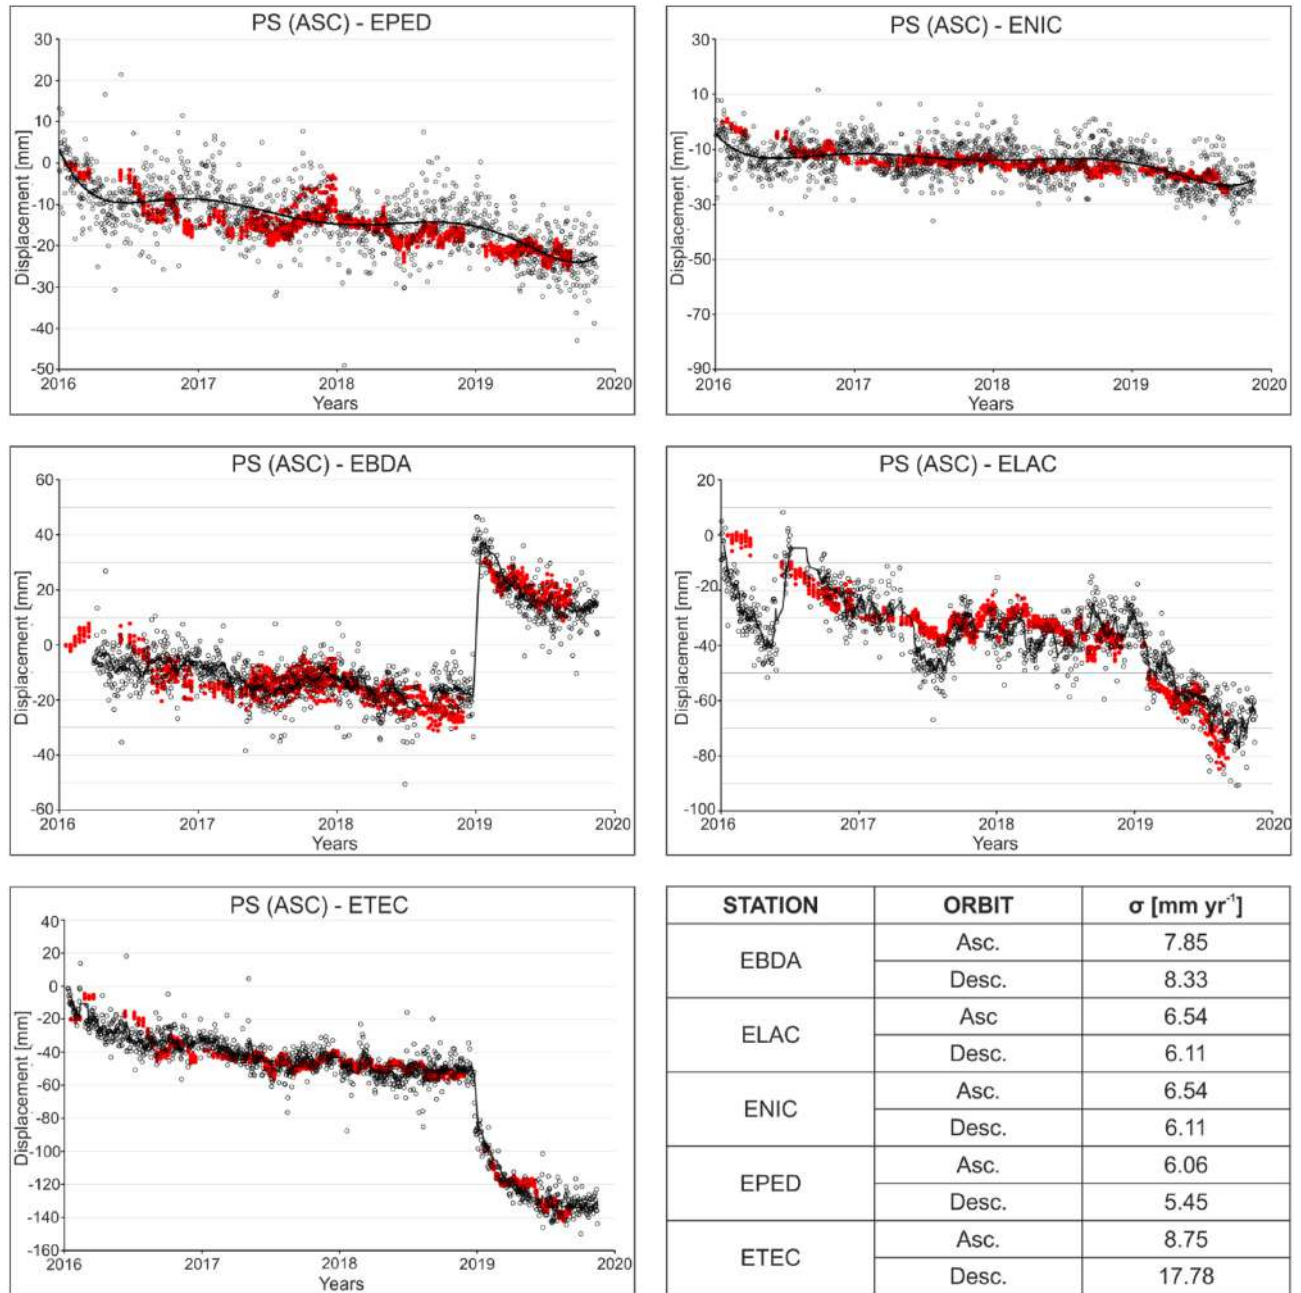 PS (ASC) - EPED
30
20
10
0
-10
-20
-30
-40
-50
Displacement [mm]
2016 2017 2018 2019 2020
Years
PS (ASC) - ENIC
30
10
-10
-30
-50
-70
-90
Displacement [mm]
2016 2017 2018 2019 2020
Years
PS (ASC) - EBDA
60
40
20
0
-20
-40
-60
Displacement [mm]
2016 2017 2018 2019 2020
Years
PS (ASC) - ELAC
20
0
-20
-40
-60
-80
-100
Displacement [mm]
2016 2017 2018 2019 2020
Years
PS (ASC) - ETEC
40
20
0
-20
-40
-60
-80
-100
-120
-140
-160
Displacement [mm]
2016 2017 2018 2019 2020
Years
STATION ORBIT σ [mm yr⁻¹]
EBDA Asc. 7.85
Desc. 8.33
ELAC Asc 6.54
Desc. 6.11
ENIC Asc. 6.54
Desc. 6.11
EPED Asc. 6.06
Desc. 5.45
ETEC Asc. 8.75
Desc. 17.78